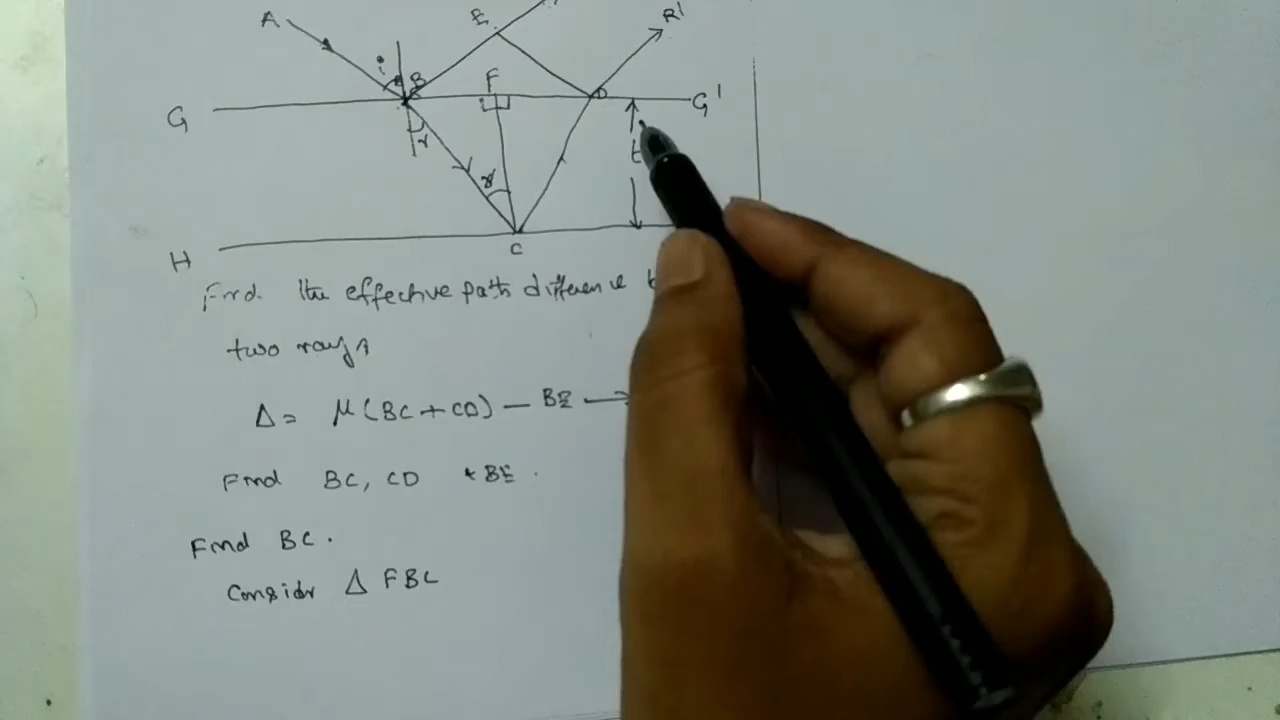 A
E
R'
i
B
F
D
G
G'
r
t
r
H
C
Find the effective path difference
two rays
Δ = μ(BC + CD) — BE →
Find BC, CD & BE.
Find BC.
Consider Δ FBC